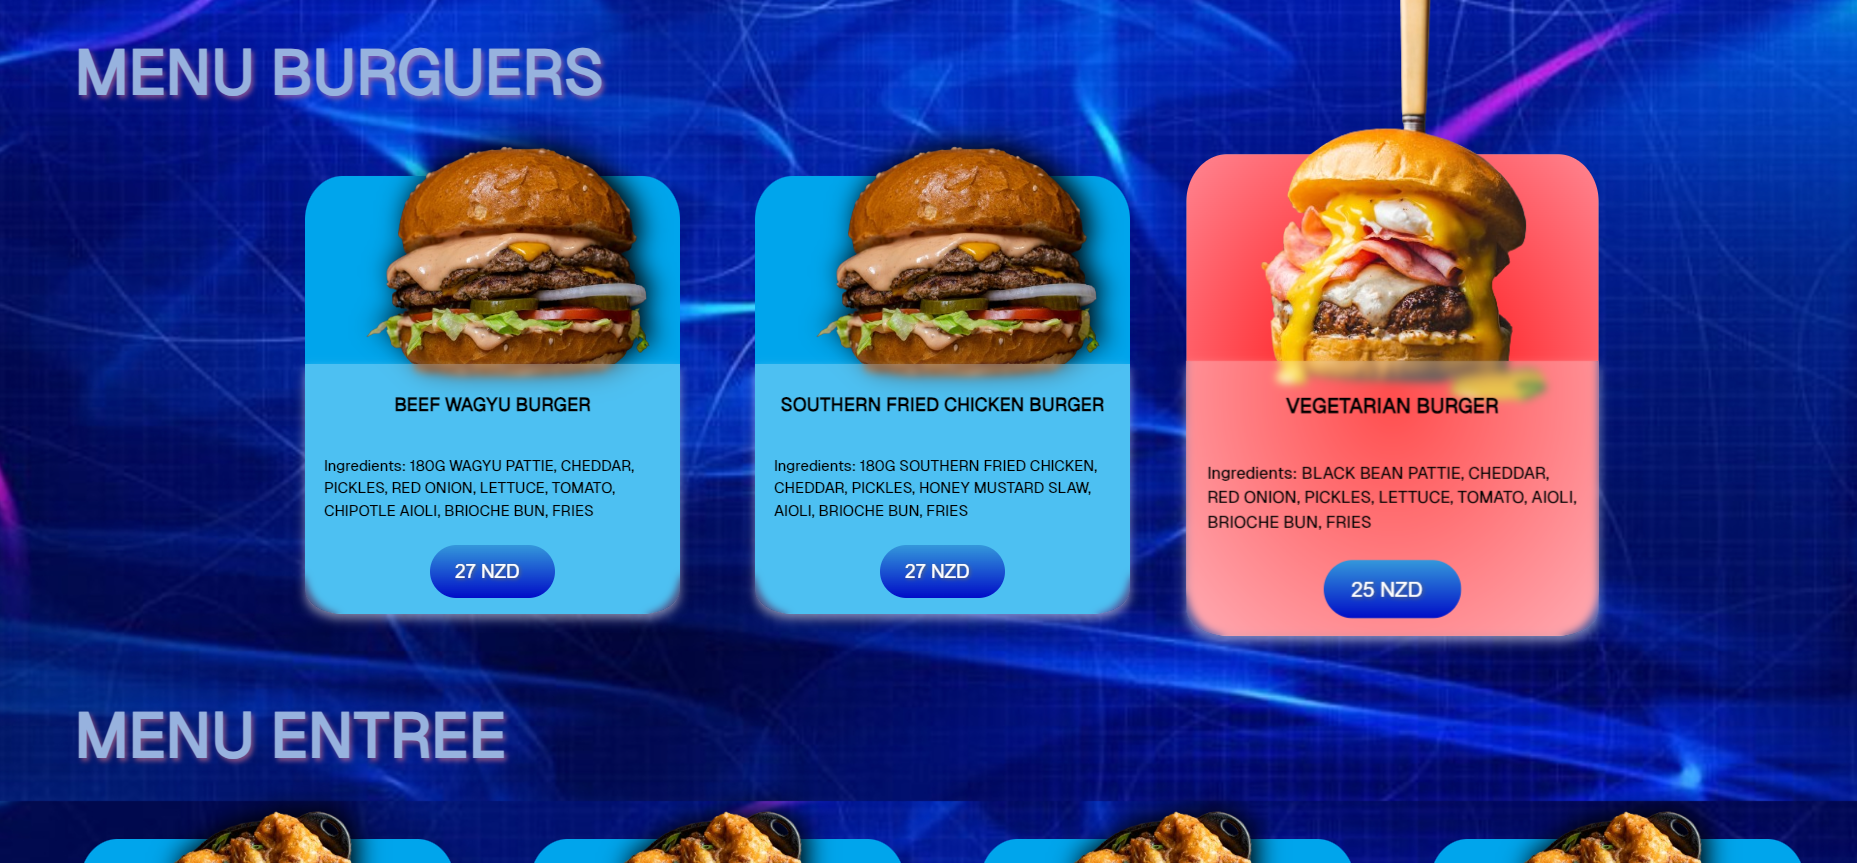 MENU BURGUERS
BEEF WAGYU BURGER
Ingredients: 180G WAGYU PATTIE, CHEDDAR,
PICKLES, RED ONION, LETTUCE, TOMATO,
CHIPOTLE AIOLI, BRIOCHE BUN, FRIES
27 NZD
SOUTHERN FRIED CHICKEN BURGER
Ingredients: 180G SOUTHERN FRIED CHICKEN,
CHEDDAR, PICKLES, HONEY MUSTARD SLAW,
AIOLI, BRIOCHE BUN, FRIES
27 NZD
VEGETARIAN BURGER
Ingredients: BLACK BEAN PATTIE, CHEDDAR,
RED ONION, PICKLES, LETTUCE, TOMATO, AIOLI,
BRIOCHE BUN, FRIES
25 NZD
MENU ENTREE